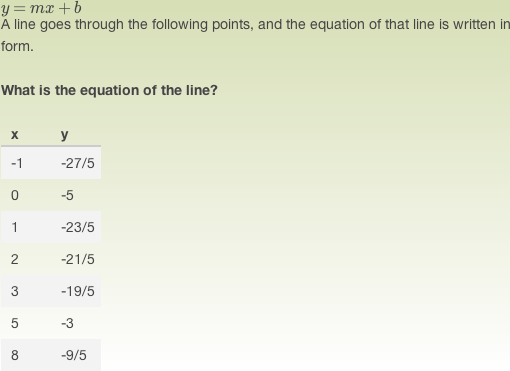 y = mx + b
A line goes through the following points, and the equation of that line is written in
form.
What is the equation of the line?
x y
-1 -27/5
0 -5
1 -23/5
2 -21/5
3 -19/5
5 -3
8 -9/5